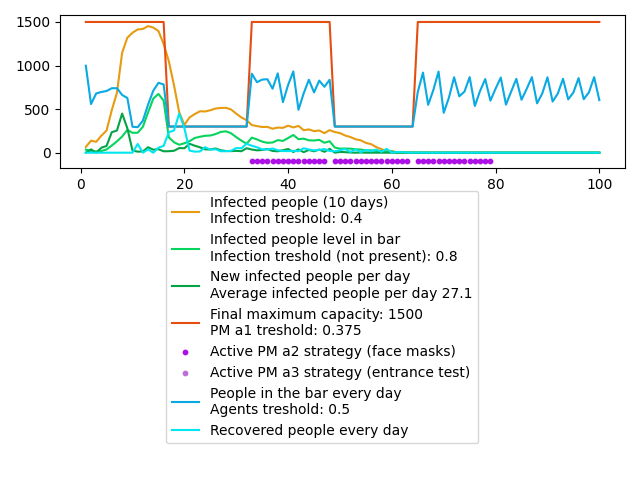 1500
1000
500
0
0 20 40 60 80 100
Infected people (10 days)
Infection treshold: 0.4
Infected people level in bar
Infection treshold (not present): 0.8
New infected people per day
Average infected people per day 27.1
Final maximum capacity: 1500
PM a1 treshold: 0.375
Active PM a2 strategy (face masks)
Active PM a3 strategy (entrance test)
People in the bar every day
Agents treshold: 0.5
Recovered people every day